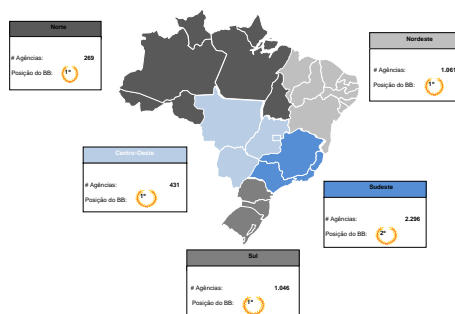 Norte
# Agências: 269
Posição do BB: 1º
Nordeste
# Agências: 1.061
Posição do BB: 1º
Centro-Oeste
# Agências: 431
Posição do BB: 1º
Sudeste
# Agências: 2.296
Posição do BB: 2º
Sul
# Agências: 1.046
Posição do BB: 1º